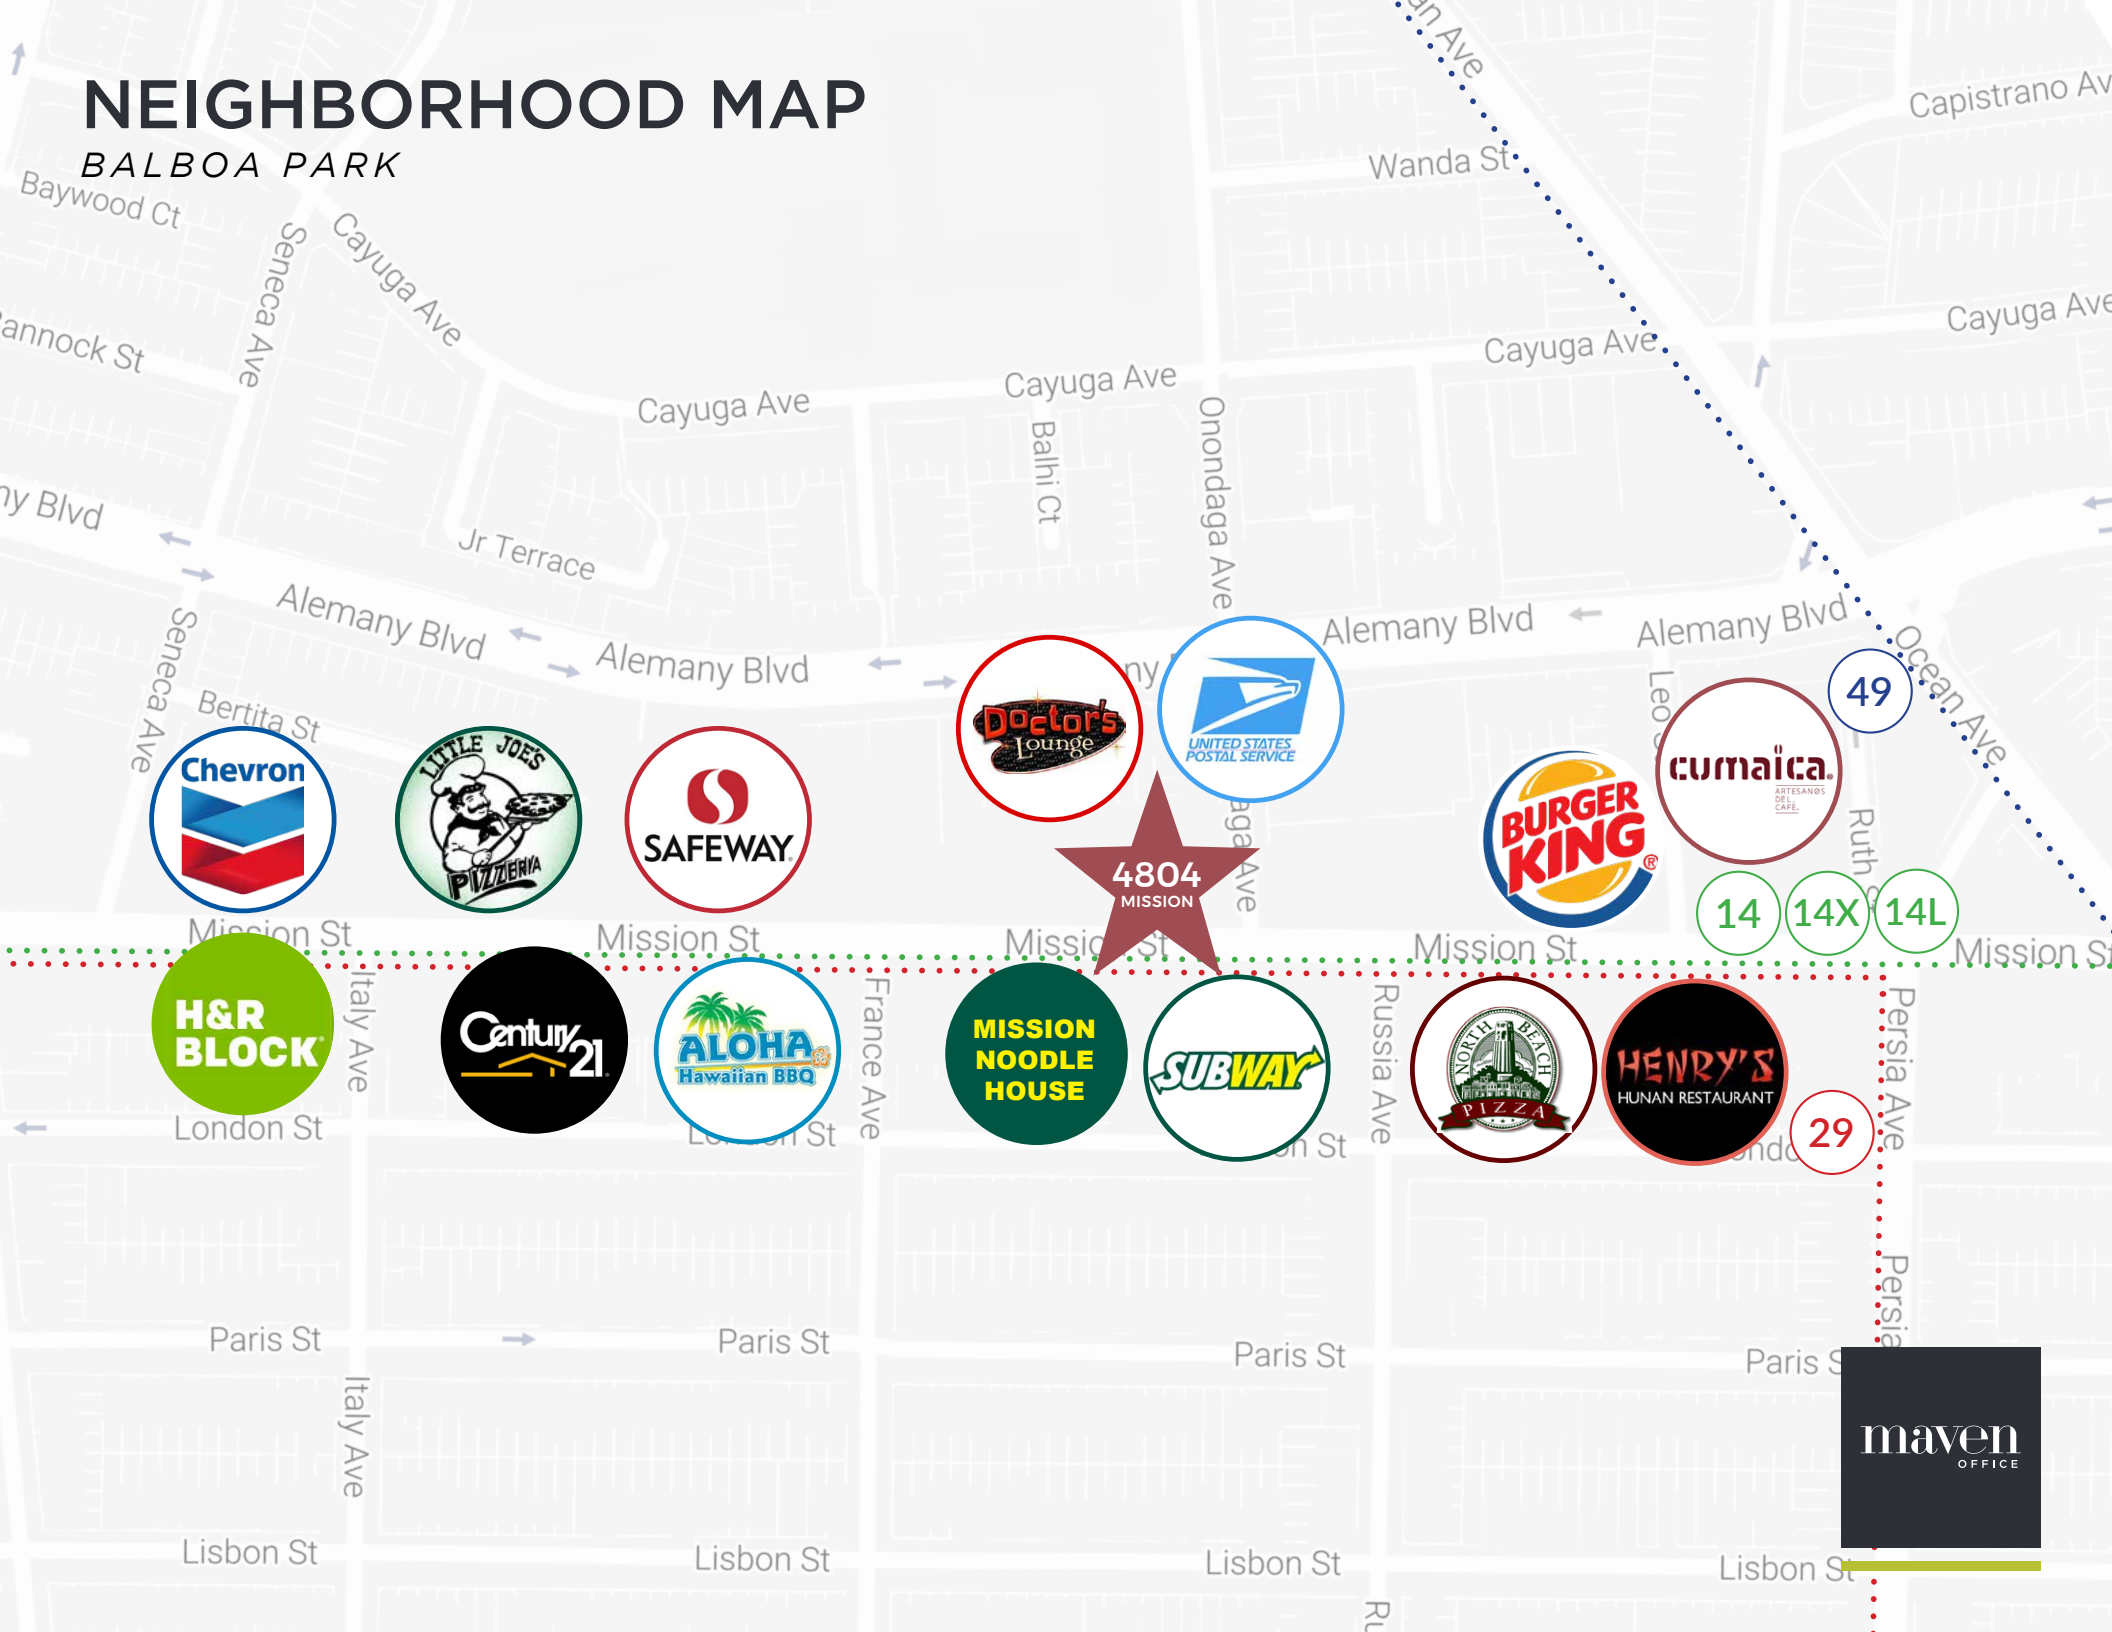 NEIGHBORHOOD MAP
BALBOA PARK
Capistrano Av
Wanda St
Baywood Ct
Seneca Ave
Cayuga Ave
Cayuga Ave
Cayuga Ave
Cayuga Ave
Cayuga Ave
Onondaga Ave
Balhi Ct
Jr Terrace
Alemany Blvd
Alemany Blvd
Alemany Blvd
Alemany Blvd
Ocean Ave
Seneca Ave
Bertita St
49
Chevron
LITTLE JOE'S
PIZZERIA
SAFEWAY
Doctor's
Lounge
UNITED STATES
POSTAL SERVICE
BURGER
KING®
cumaica.
ARTESANOS
DEL
CAFÉ.
4804
MISSION
14
14X
14L
Mission St
Mission St
Mission St
Mission St
Mission St
H&R
BLOCK
Century
21
ALOHA
Hawaiian BBQ
MISSION
NOODLE
HOUSE
SUBWAY
NORTH BEACH
PIZZA
HENRY'S
HUNAN RESTAURANT
29
Italy Ave
France Ave
Russia Ave
Persia Ave
London St
Paris St
Paris St
Paris St
Paris S
Persia
Italy Ave
Lisbon St
Lisbon St
Lisbon St
Lisbon St
maven
OFFICE